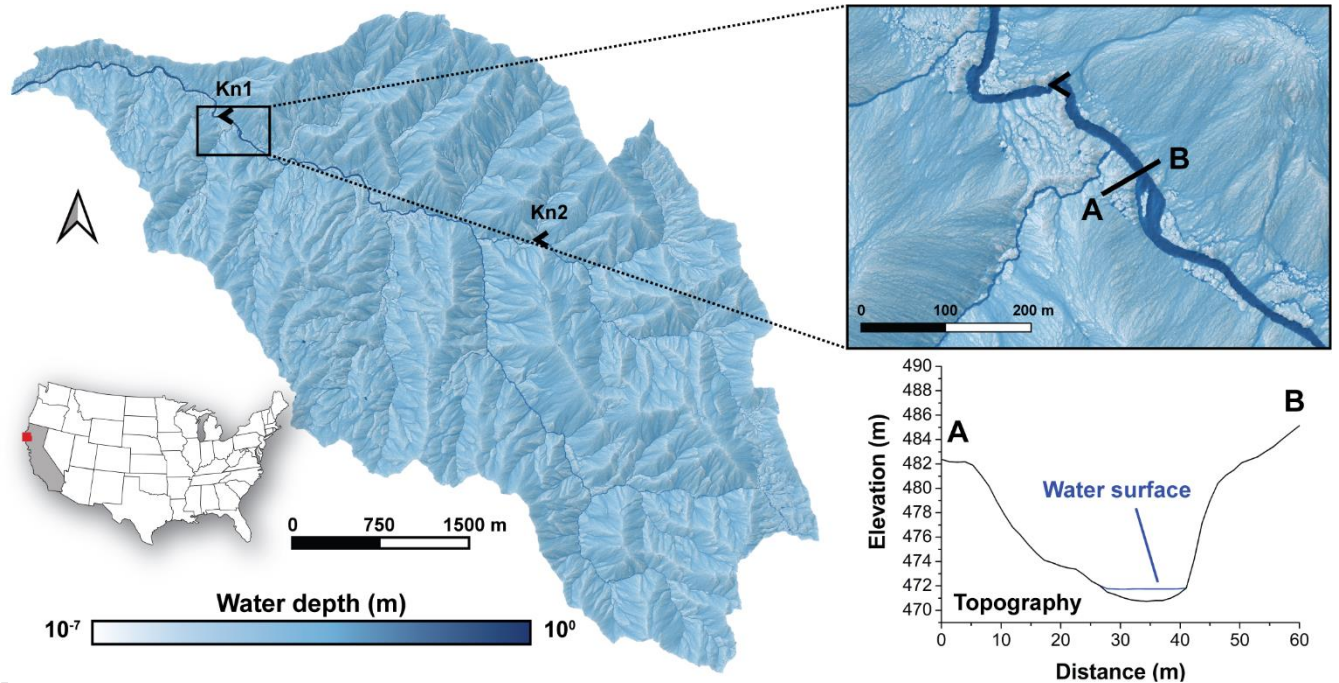 Kn1
Kn2
0 750 1500 m
Water depth (m)
10⁻⁷ 10⁰
A
B
0 100 200 m
490
488
486
484
482
480
478
476
474
472
470
Elevation (m)
A
B
Water surface
Topography
0 10 20 30 40 50 60
Distance (m)